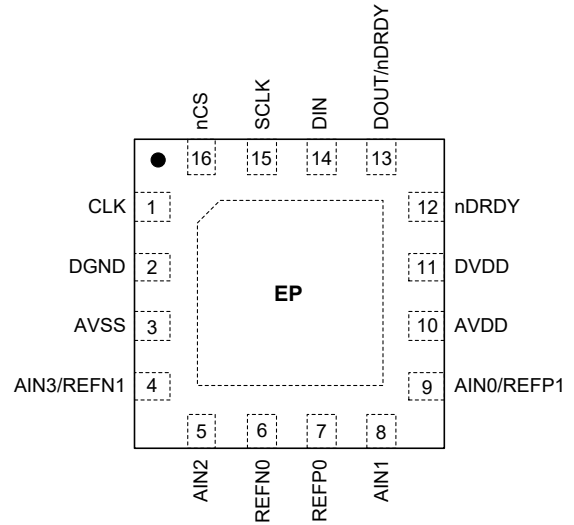 nCS
SCLK
DIN
DOUT/nDRDY
16
15
14
13
CLK 1
12 nDRDY
DGND 2
11 DVDD
EP
AVSS 3
10 AVDD
AIN3/REFN1 4
9 AIN0/REFP1
5
6
7
8
AIN2
REFN0
REFP0
AIN1